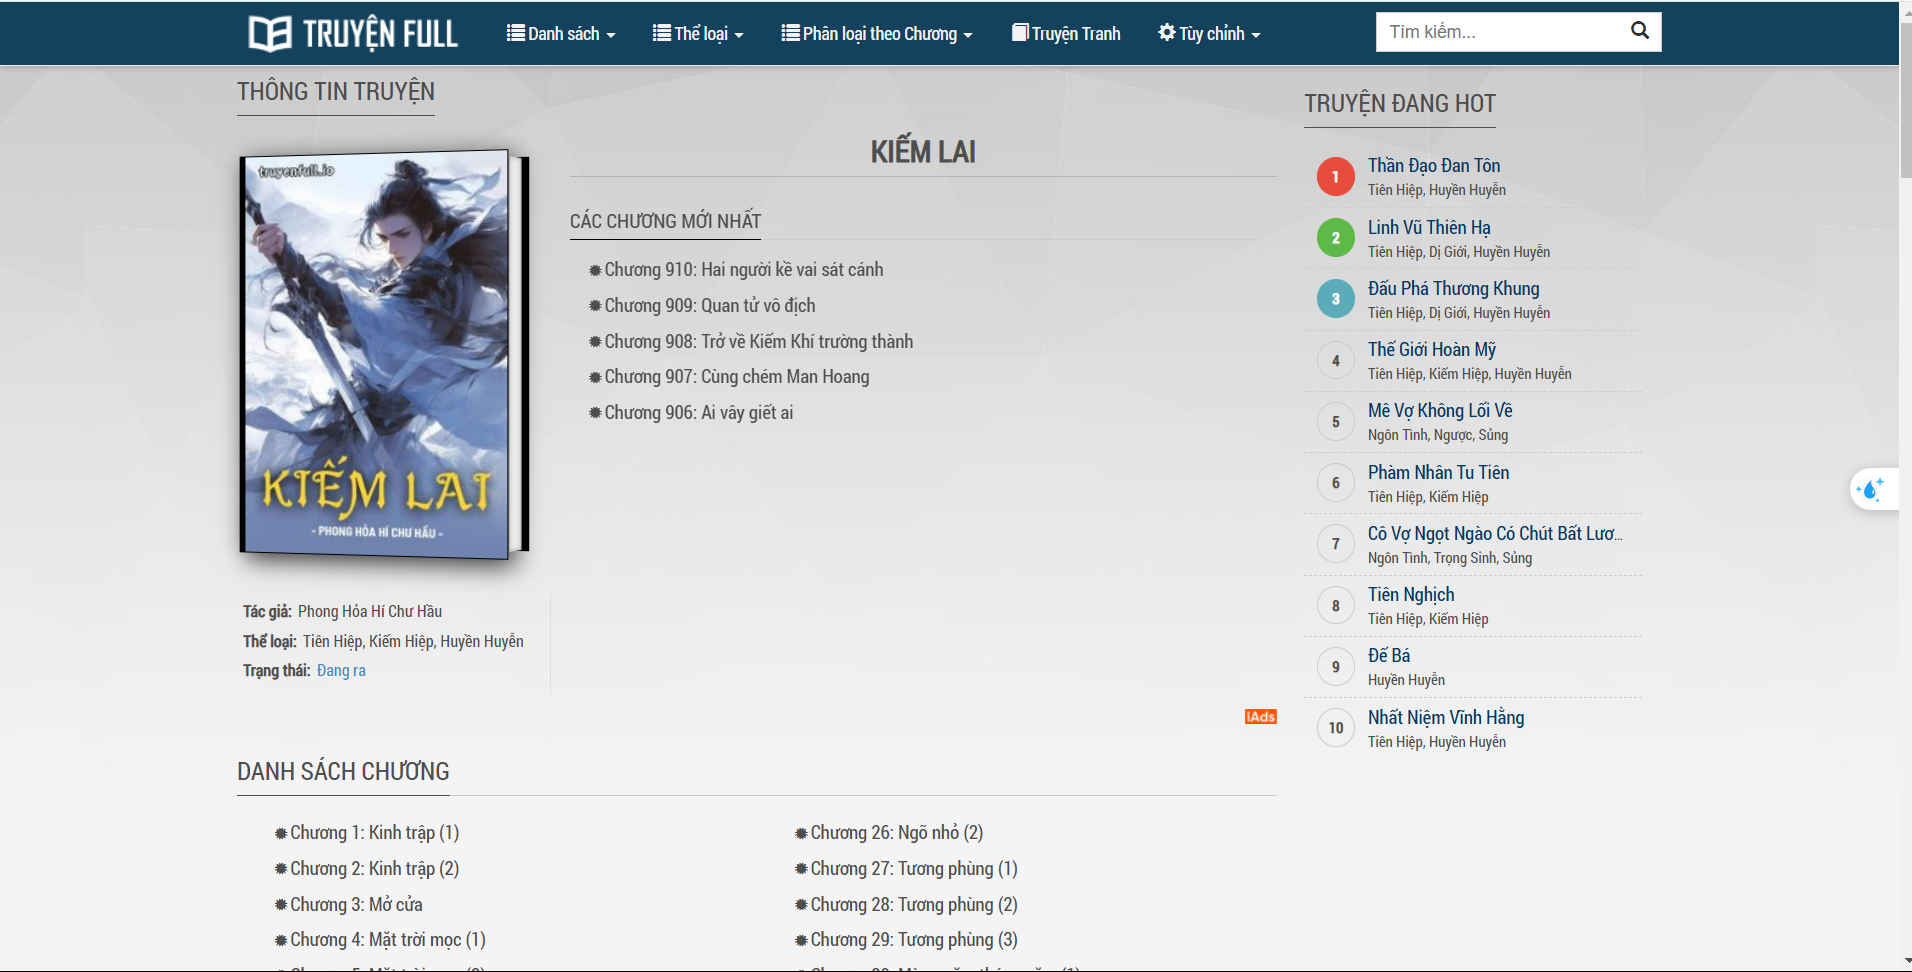 TRUYỆN FULL
Danh sách
Thể loại
Phân loại theo Chương
Truyện Tranh
Tùy chỉnh
Tìm kiếm...
THÔNG TIN TRUYỆN
truyenfull.io
KIẾM LAI
- PHONG HỎA HÍ CHƯ HẦU -
Tác giả: Phong Hỏa Hí Chư Hầu
Thể loại: Tiên Hiệp, Kiếm Hiệp, Huyền Huyễn
Trạng thái: Đang ra
KIẾM LAI
CÁC CHƯƠNG MỚI NHẤT
Chương 910: Hai người kề vai sát cánh
Chương 909: Quan tử vô địch
Chương 908: Trở về Kiếm Khí trường thành
Chương 907: Cùng chém Man Hoang
Chương 906: Ai vây giết ai
iAds
DANH SÁCH CHƯƠNG
Chương 1: Kinh trập (1)
Chương 2: Kinh trập (2)
Chương 3: Mở cửa
Chương 4: Mặt trời mọc (1)
Chương 26: Ngõ nhỏ (2)
Chương 27: Tương phùng (1)
Chương 28: Tương phùng (2)
Chương 29: Tương phùng (3)
TRUYỆN ĐANG HOT
1
Thần Đạo Đan Tôn
Tiên Hiệp, Huyền Huyễn
2
Linh Vũ Thiên Hạ
Tiên Hiệp, Dị Giới, Huyền Huyễn
3
Đấu Phá Thương Khung
Tiên Hiệp, Dị Giới, Huyền Huyễn
4
Thế Giới Hoàn Mỹ
Tiên Hiệp, Kiếm Hiệp, Huyền Huyễn
5
Mê Vợ Không Lối Về
Ngôn Tình, Ngược, Sủng
6
Phàm Nhân Tu Tiên
Tiên Hiệp, Kiếm Hiệp
7
Cô Vợ Ngọt Ngào Có Chút Bất Lươ...
Ngôn Tình, Trọng Sinh, Sủng
8
Tiên Nghịch
Tiên Hiệp, Kiếm Hiệp
9
Đế Bá
Huyền Huyễn
10
Nhất Niệm Vĩnh Hằng
Tiên Hiệp, Huyền Huyễn